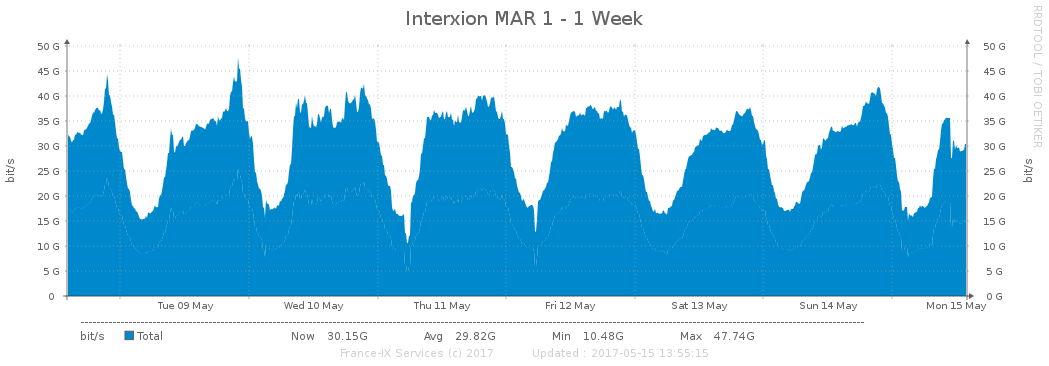 Interxion MAR 1 - 1 Week
RRDTOOL / TOBI OETIKER
50 G 50 G
45 G 45 G
40 G 40 G
35 G 35 G
30 G 30 G
25 G 25 G
20 G 20 G
15 G 15 G
10 G 10 G
5 G 5 G
0 0 G
bit/s
bit/s
Tue 09 May Wed 10 May Thu 11 May Fri 12 May Sat 13 May Sun 14 May Mon 15 May
bit/s Total Now 30.15G Avg 29.82G Min 10.48G Max 47.74G
France-IX Services (c) 2017 Updated : 2017-05-15 13:55:15